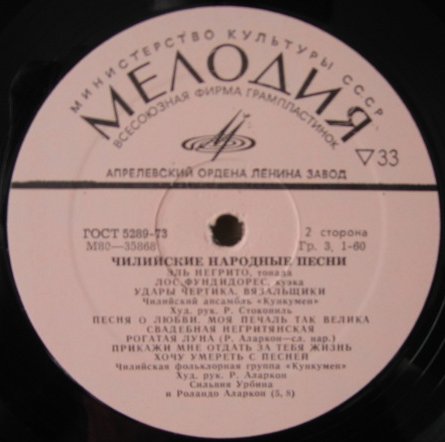 МИНИСТЕРСТВО КУЛЬТУРЫ СССР
МЕЛОДИЯ
ВСЕСОЮЗНАЯ ФИРМА ГРАМПЛАСТИНОК
▽33
АПРЕЛЕВСКИЙ ОРДЕНА ЛЕНИНА ЗАВОД
ГОСТ 5289-73
2 сторона
М80—35868
Гр. 3, 1-60
ЧИЛИЙСКИЕ НАРОДНЫЕ ПЕСНИ
ЭЛЬ НЕГРИТО, тонада
ЛОС ФУНДИДОРЕС, куэка
УДАРЫ ЧЕРТИКА. ВЯЗАЛЬЩИКИ
Чилийский ансамбль «Кункумен»
Худ. рук. Р. Стокпиль
ПЕСНЯ О ЛЮБВИ. МОЯ ПЕЧАЛЬ ТАК ВЕЛИКА
СВАДЕБНАЯ НЕГРИТЯНСКАЯ
РОГАТАЯ ЛУНА (Р. Аларкон—сл. нар.)
ПРИКАЖИ МНЕ ОТДАТЬ ЗА ТЕБЯ ЖИЗНЬ
ХОЧУ УМЕРЕТЬ С ПЕСНЕЙ
Чилийская фольклорная группа «Кункумен»
Худ. рук. Р. Аларкон
Сильвия Урбина
и Роландо Аларкон (5, 8)